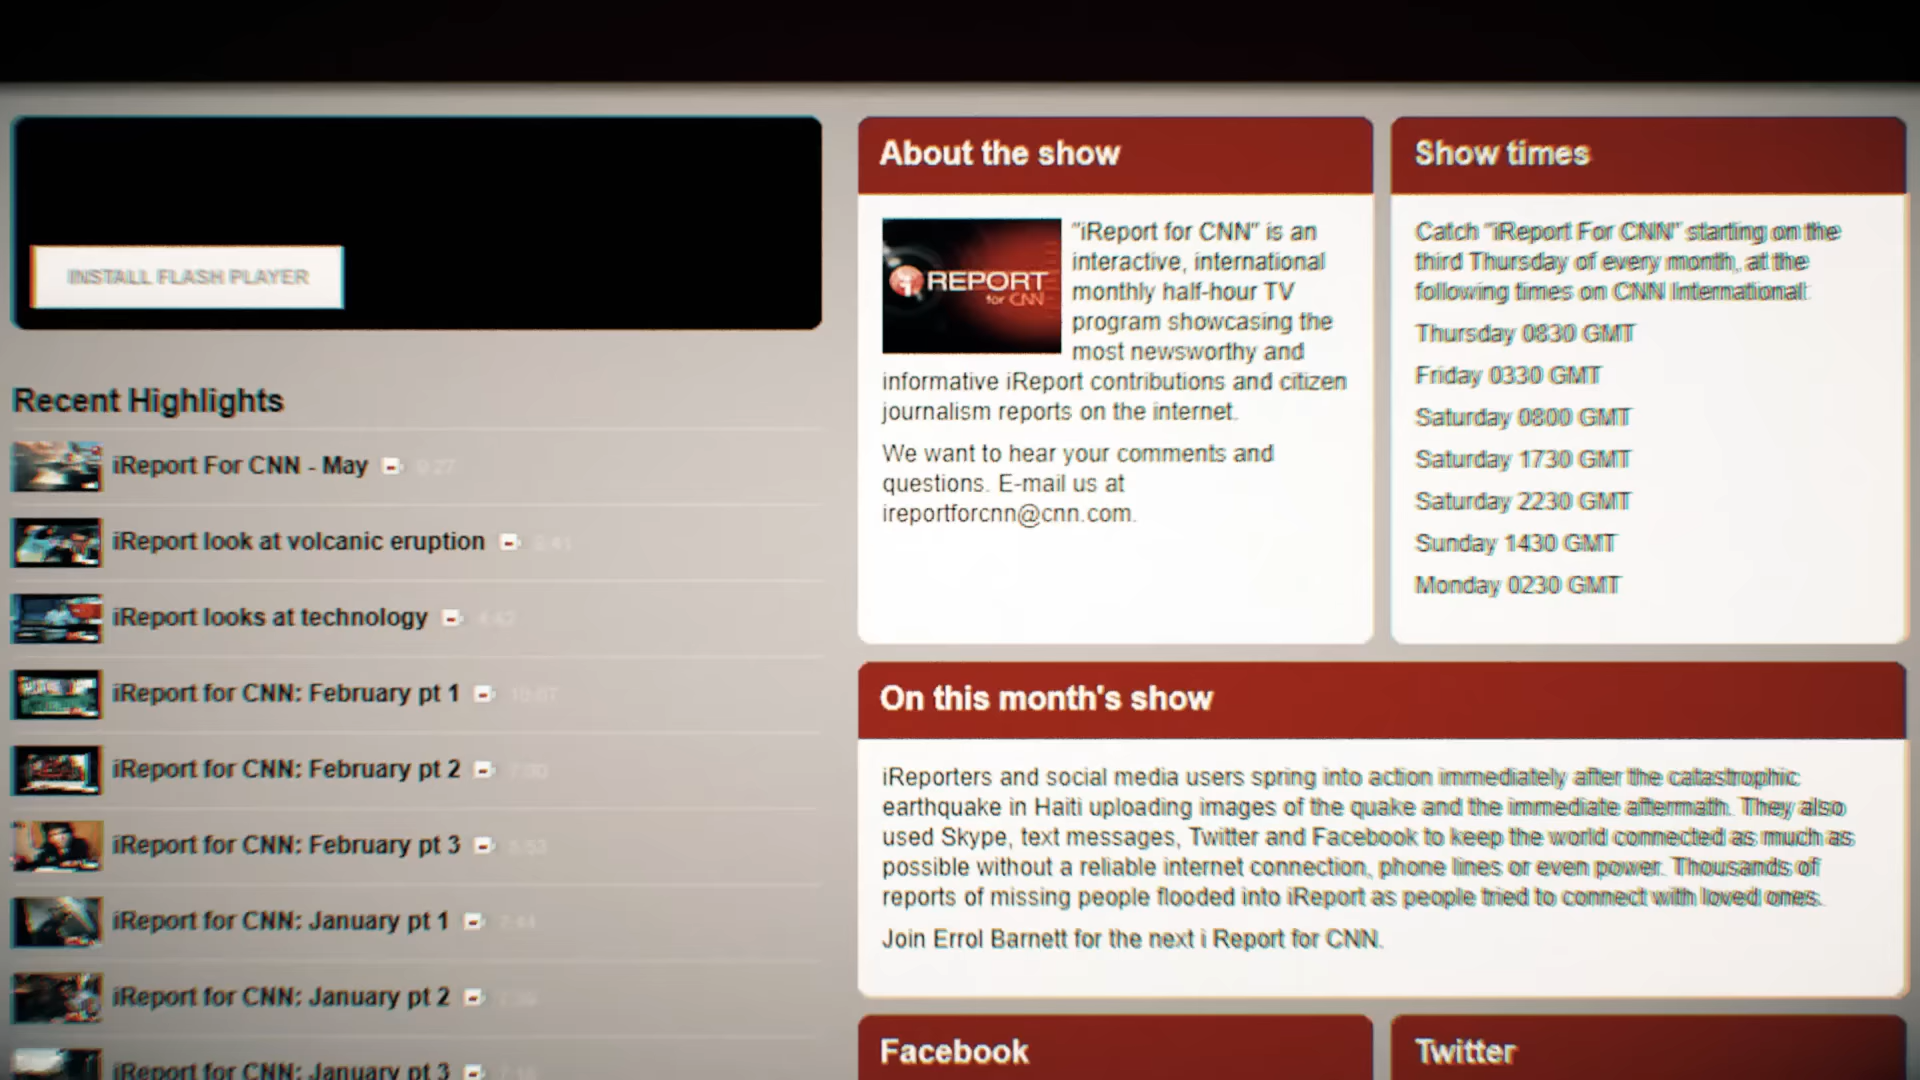 INSTALL FLASH PLAYER
Recent Highlights
iReport For CNN - May
iReport look at volcanic eruption
iReport looks at technology
iReport for CNN: February pt 1
iReport for CNN: February pt 2
iReport for CNN: February pt 3
iReport for CNN: January pt 1
iReport for CNN: January pt 2
iReport for CNN: January pt 3
About the show
REPORT
for CNN
"iReport for CNN" is an
interactive, international
monthly half-hour TV
program showcasing the
most newsworthy and
informative iReport contributions and citizen
journalism reports on the internet.
We want to hear your comments and
questions. E-mail us at
ireportforcnn@cnn.com.
Show times
Catch "iReport For CNN" starting on the
third Thursday of every month, at the
following times on CNN International:
Thursday 0830 GMT
Friday 0330 GMT
Saturday 0800 GMT
Saturday 1730 GMT
Saturday 2230 GMT
Sunday 1430 GMT
Monday 0230 GMT
On this month's show
iReporters and social media users spring into action immediately after the catastrophic
earthquake in Haiti uploading images of the quake and the immediate aftermath. They also
used Skype, text messages, Twitter and Facebook to keep the world connected as much as
possible without a reliable internet connection, phone lines or even power. Thousands of
reports of missing people flooded into iReport as people tried to connect with loved ones.
Join Errol Barnett for the next i Report for CNN.
Facebook
Twitter